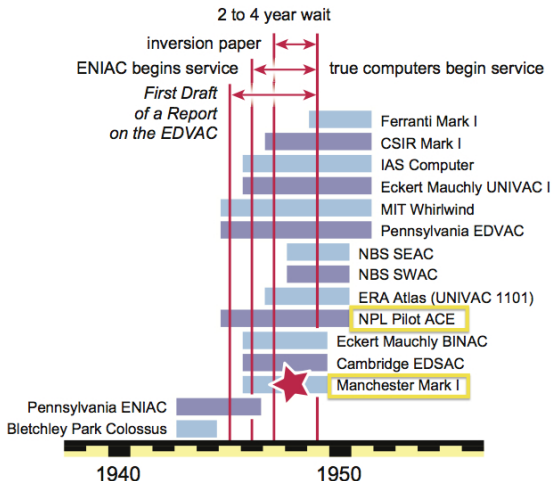 2 to 4 year wait
inversion paper
ENIAC begins service
true computers begin service
First Draft
of a Report
on the EDVAC
Ferranti Mark I
CSIR Mark I
IAS Computer
Eckert Mauchly UNIVAC I
MIT Whirlwind
Pennsylvania EDVAC
NBS SEAC
NBS SWAC
ERA Atlas (UNIVAC 1101)
NPL Pilot ACE
Eckert Mauchly BINAC
Cambridge EDSAC
Manchester Mark I
Pennsylvania ENIAC
Bletchley Park Colossus
1940
1950